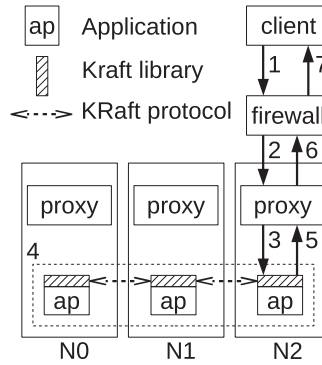 ap Application client
Kraft library 1 7
KRaft protocol firewall
2 6
proxy proxy proxy
4 3 5
ap ap ap
N0 N1 N2